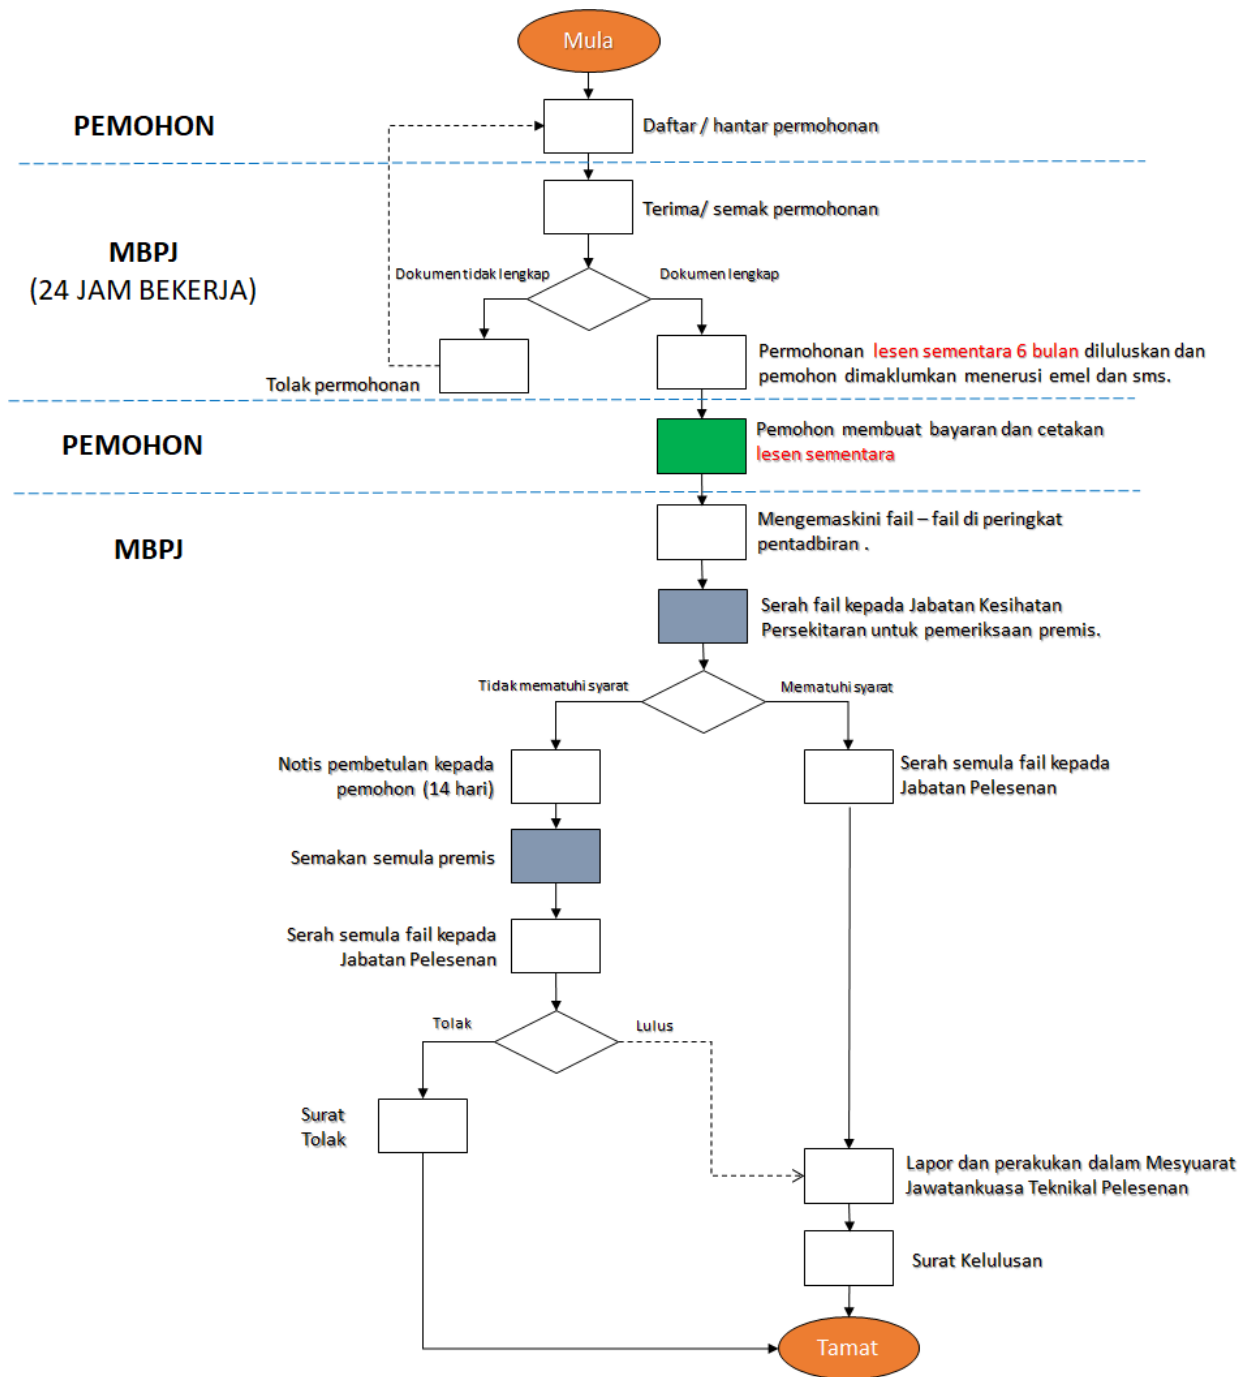 Mula
PEMOHON
Daftar / hantar permohonan
Terima/ semak permohonan
MBPJ
(24 JAM BEKERJA)
Dokumen tidak lengkap
Dokumen lengkap
Tolak permohonan
Permohonan lesen sementara 6 bulan diluluskan dan
pemohon dimaklumkan menerusi emel dan sms.
PEMOHON
Pemohon membuat bayaran dan cetakan
lesen sementara
MBPJ
Mengemaskini fail – fail di peringkat
pentadbiran .
Serah fail kepada Jabatan Kesihatan
Persekitaran untuk pemeriksaan premis.
Tidak mematuhi syarat
Mematuhi syarat
Notis pembetulan kepada
pemohon (14 hari)
Serah semula fail kepada
Jabatan Pelesenan
Semakan semula premis
Serah semula fail kepada
Jabatan Pelesenan
Tolak
Lulus
Surat
Tolak
Lapor dan perakukan dalam Mesyuarat
Jawatankuasa Teknikal Pelesenan
Surat Kelulusan
Tamat